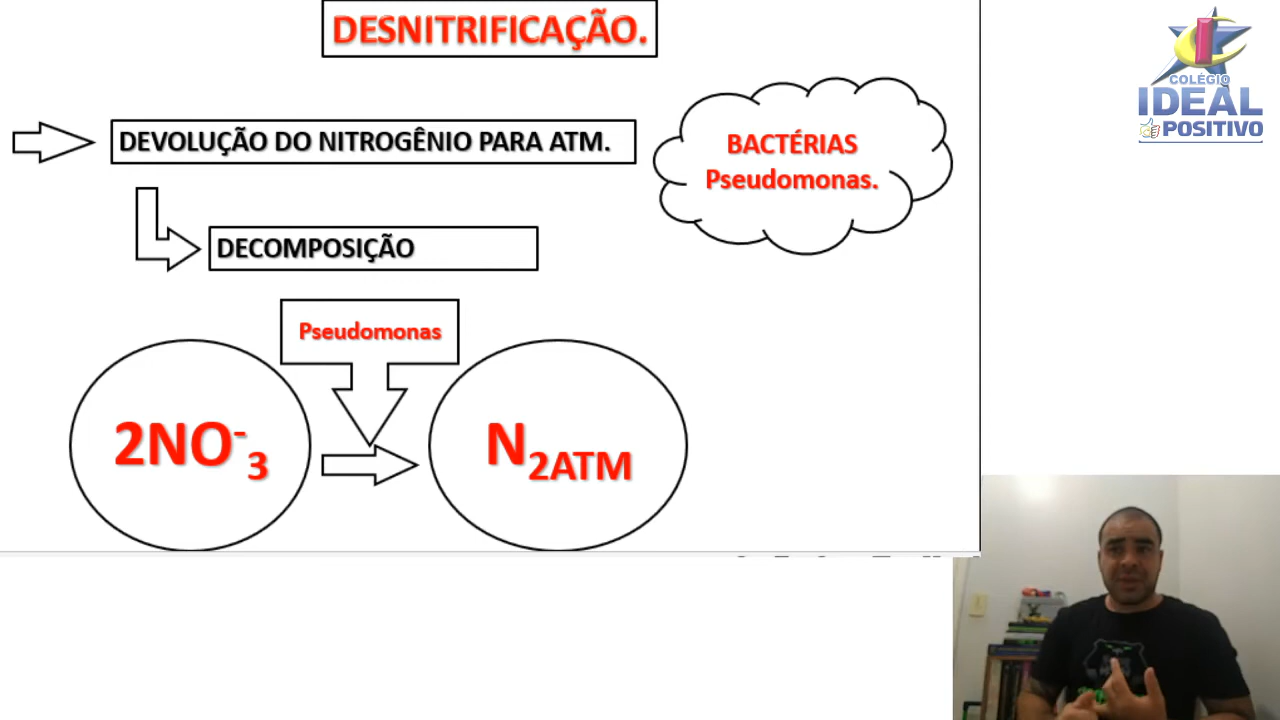 DESNITRIFICAÇÃO.
COLÉGIO
IDEAL
POSITIVO
DEVOLUÇÃO DO NITROGÊNIO PARA ATM.
BACTÉRIAS
Pseudomonas.
DECOMPOSIÇÃO
Pseudomonas
2NO⁻₃
N₂ATM